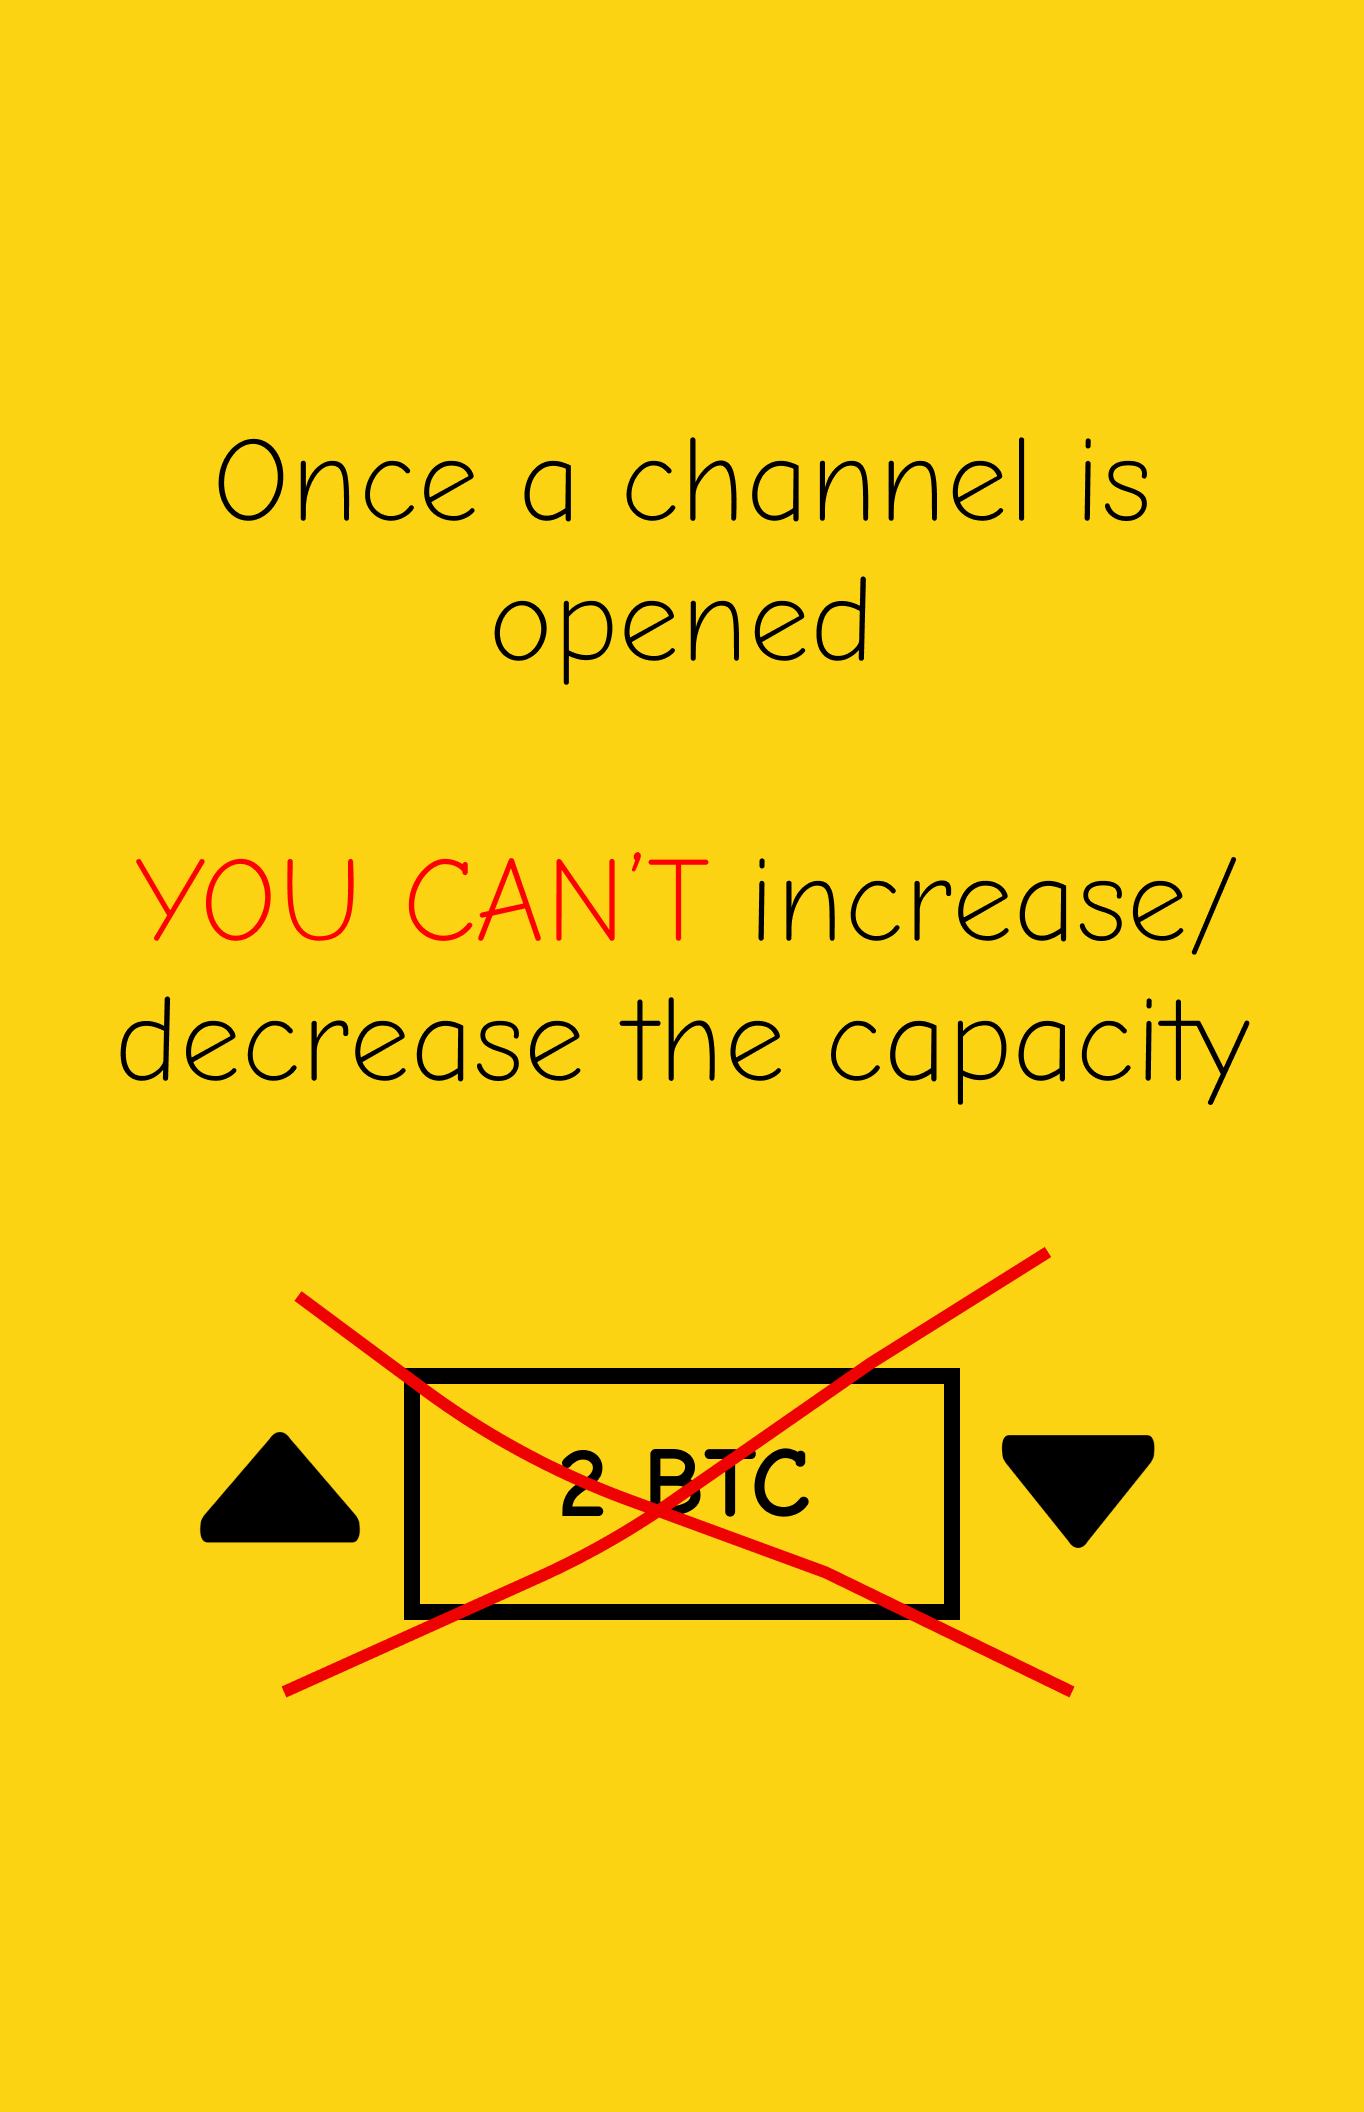 Once a channel is
opened
YOU CAN'T increase/
decrease the capacity
2 BTC